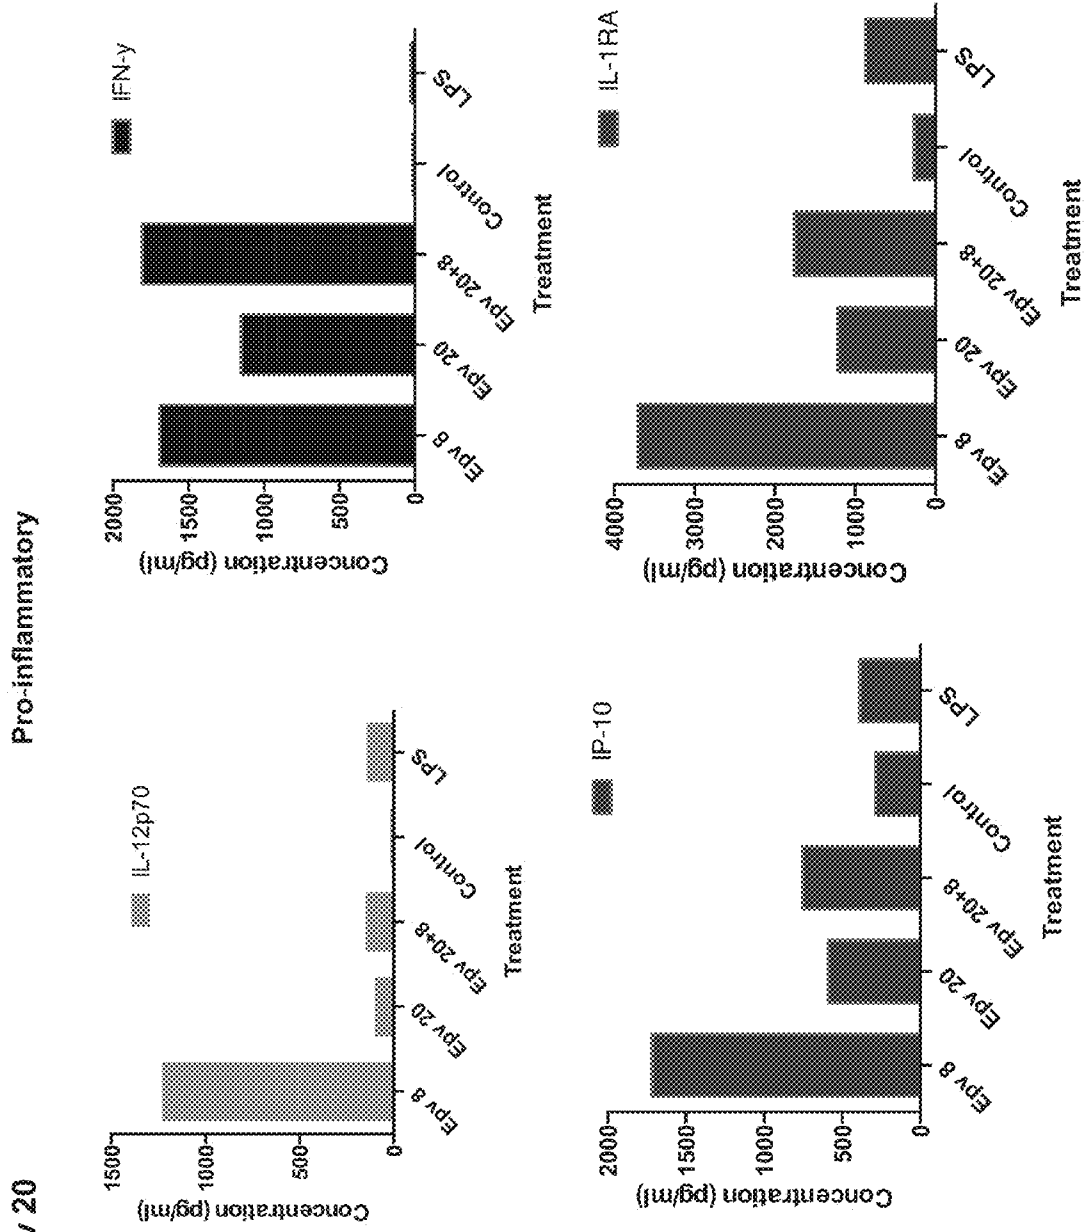 v 20
Pro-inflammatory
IL-12p70
Concentration (pg/ml)
1500
1000
500
0
Epv 8
Epv 20
Epv 20+8
Control
LPS
Treatment
IFN-y
Concentration (pg/ml)
2000
1500
1000
500
0
Epv 8
Epv 20
Epv 20+8
Control
LPS
Treatment
IP-10
Concentration (pg/ml)
2000
1500
1000
500
0
Epv 8
Epv 20
Epv 20+8
Control
LPS
Treatment
IL-1RA
Concentration (pg/ml)
4000
3000
2000
1000
0
Epv 8
Epv 20
Epv 20+8
Control
LPS
Treatment